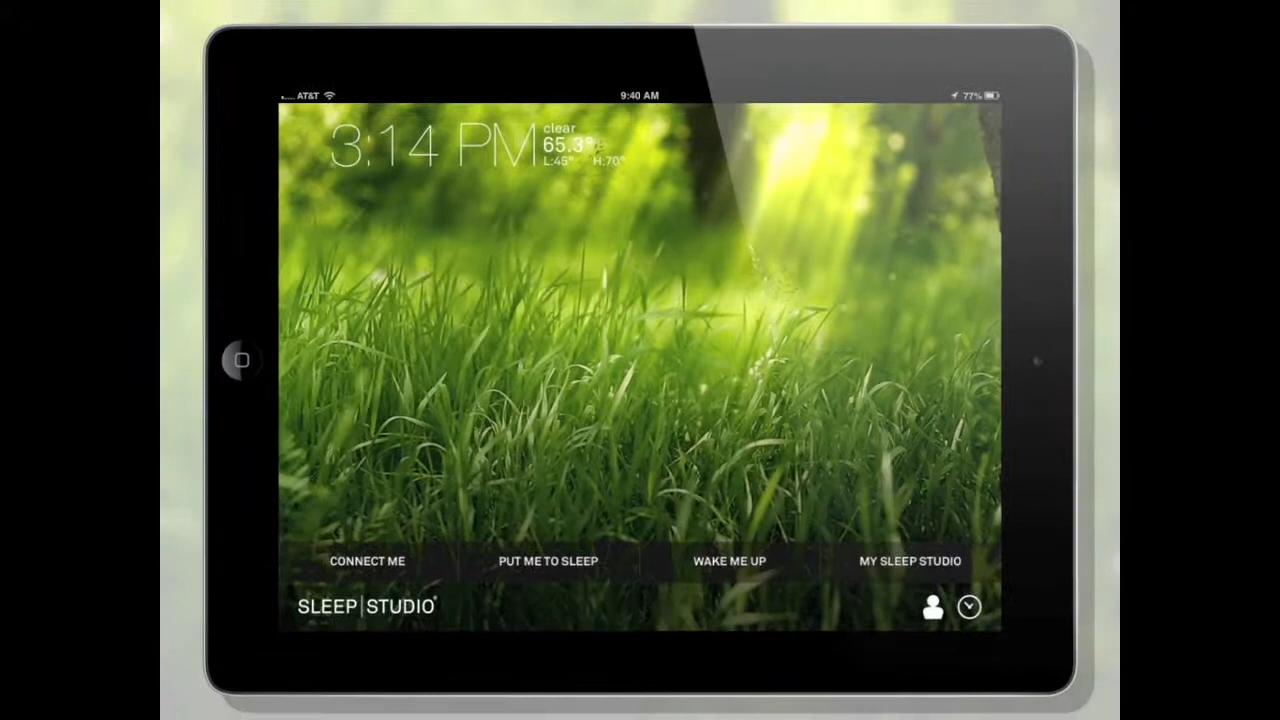 AT&T
9:40 AM
77%
3:14 PM
clear
65.3°
L:45° H:70°
CONNECT ME
PUT ME TO SLEEP
WAKE ME UP
MY SLEEP STUDIO
SLEEP|STUDIO®